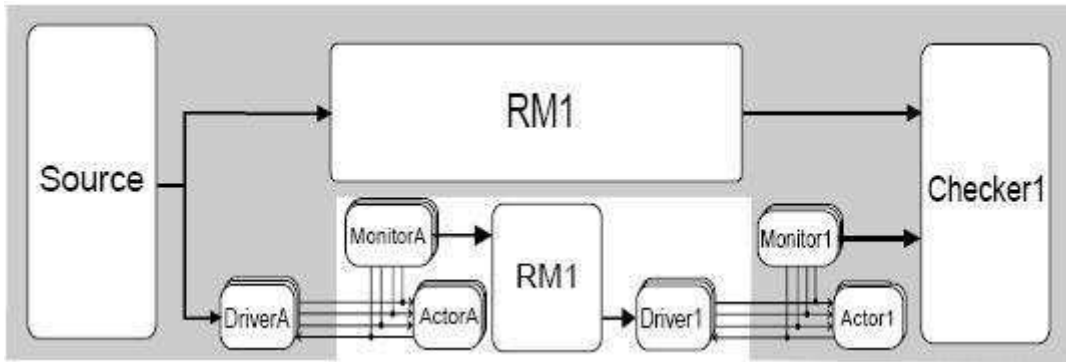 Source
RM1
Checker1
MonitorA
RM1
Monitor1
DriverA
ActorA
Driver1
Actor1